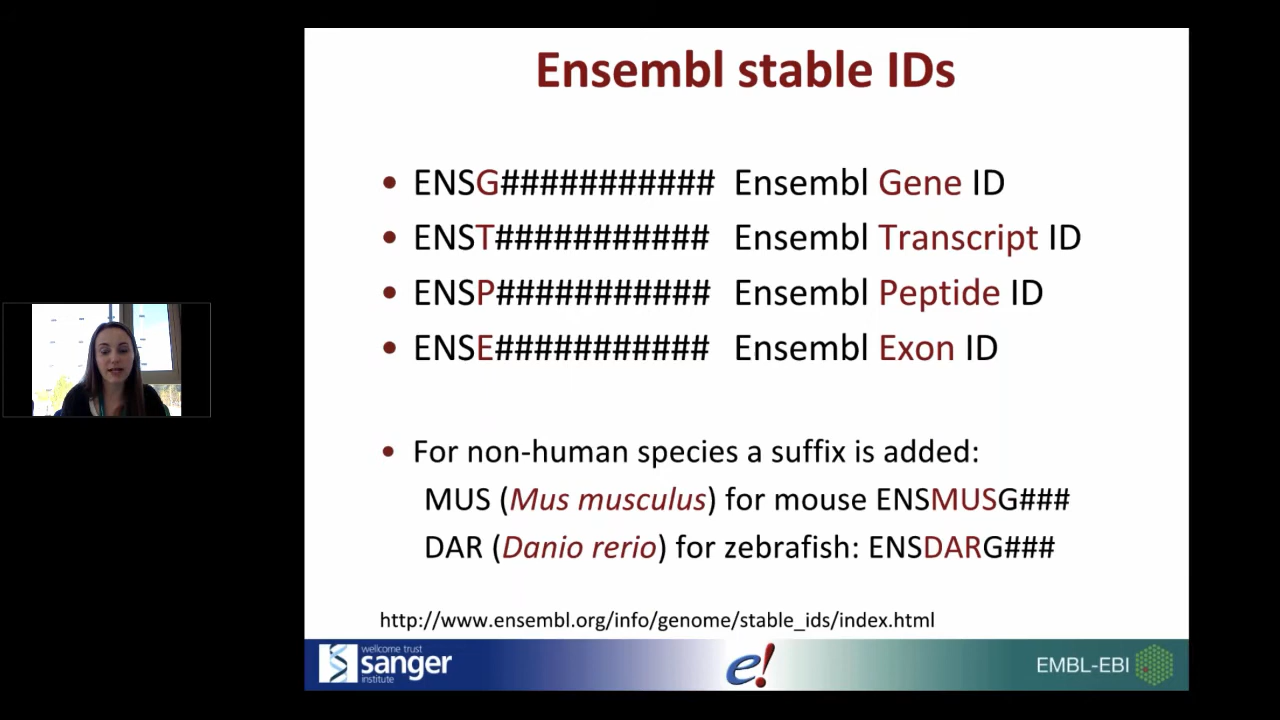 Ensembl stable IDs
• ENSG########### Ensembl Gene ID
• ENST########### Ensembl Transcript ID
• ENSP########### Ensembl Peptide ID
• ENSE########### Ensembl Exon ID
• For non-human species a suffix is added:
MUS (Mus musculus) for mouse ENSMUSG###
DAR (Danio rerio) for zebrafish: ENSDARG###
http://www.ensembl.org/info/genome/stable_ids/index.html
wellcome trust
sanger
institute
e!
EMBL-EBI